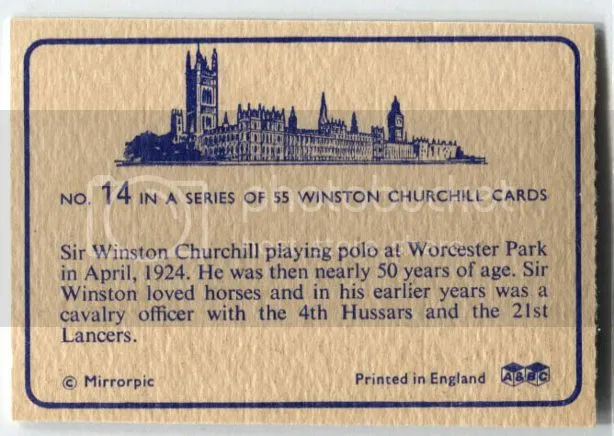 NO. 14 IN A SERIES OF 55 WINSTON CHURCHILL CARDS
photobucket
Sir Winston Churchill playing polo at Worcester Park
in April, 1924. He was then nearly 50 years of age. Sir
Winston loved horses and in his earlier years was a
cavalry officer with the 4th Hussars and the 21st
Lancers.
© Mirrorpic
Printed in England
A&BC